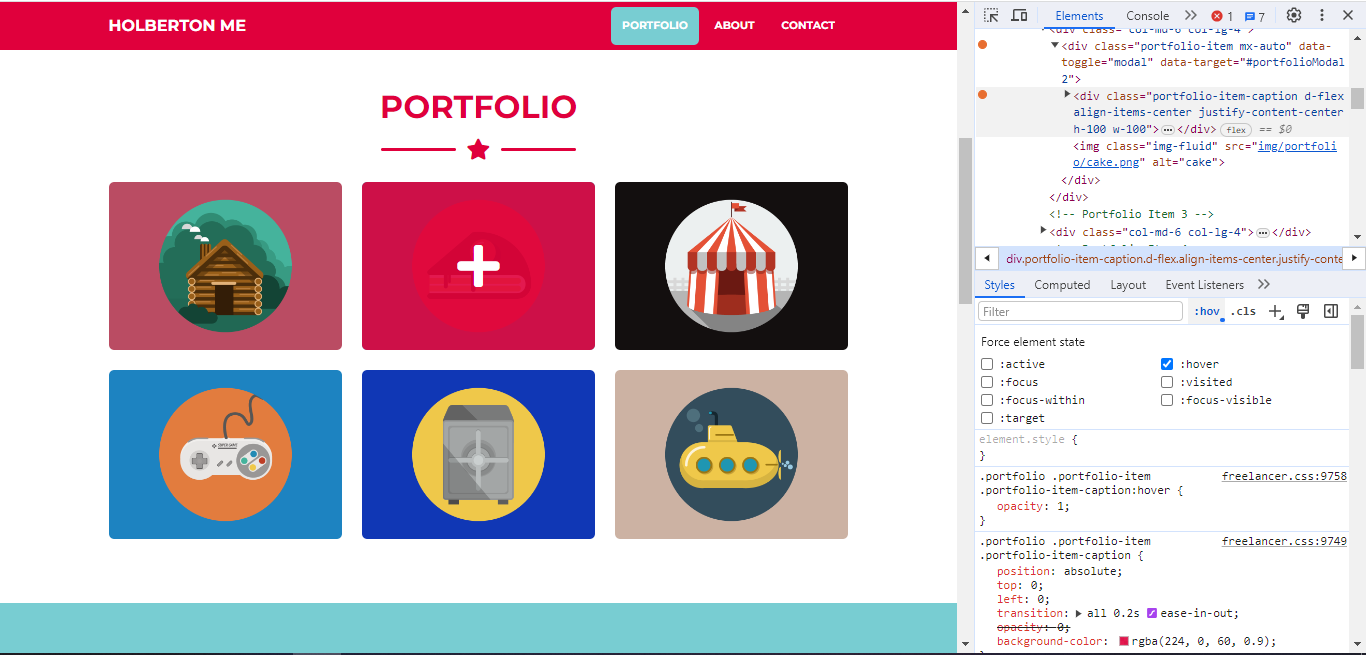 HOLBERTON ME
PORTFOLIO
ABOUT
CONTACT
PORTFOLIO
SUPER GAME
Elements
Console
1
7
<div class="col-md-6 col-lg-4">
<div class="portfolio-item mx-auto" data-
toggle="modal" data-target="#portfolioModal
2">
<div class="portfolio-item-caption d-flex
align-items-center justify-content-center
h-100 w-100"> … </div> flex == $0
<img class="img-fluid" src="img/portfoli
o/cake.png" alt="cake">
</div>
</div>
<!-- Portfolio Item 3 -->
<div class="col-md-6 col-lg-4"> … </div>
div.portfolio-item-caption.d-flex.align-items-center.justify-conte
Styles
Computed
Layout
Event Listeners
Filter
:hov
.cls
Force element state
:active
:hover
:focus
:visited
:focus-within
:focus-visible
:target
element.style {
}
.portfolio .portfolio-item freelancer.css:9758
.portfolio-item-caption:hover {
opacity: 1;
}
.portfolio .portfolio-item freelancer.css:9749
.portfolio-item-caption {
position: absolute;
top: 0;
left: 0;
transition: all 0.2s ease-in-out;
opacity: 0;
background-color: rgba(224, 0, 60, 0.9);